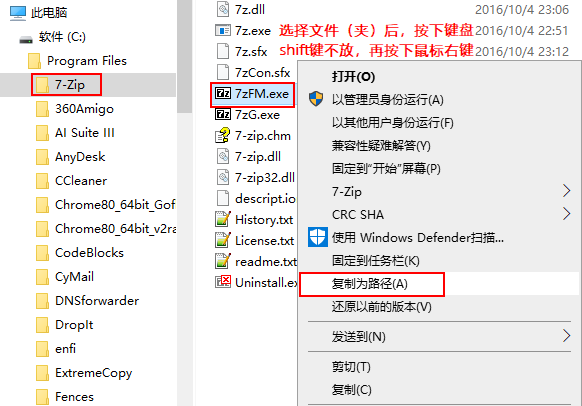 此电脑
软件 (C:)
Program Files
7-Zip
360Amigo
AI Suite III
AnyDesk
CCleaner
Chrome80_64bit_Gof
Chrome80_64bit_v2ra
CodeBlocks
CyMail
DNSforwarder
DropIt
enfi
ExtremeCopy
Fences
7z.dll 2016/10/4 23:06
7z.exe 选择文件（夹）后，按下键盘 2016/10/4 22:51
7z.sfx shift键不放，再按下鼠标右键 2016/10/4 23:12
7zCon.sfx
7zFM.exe
7zG.exe
7-zip.chm
7-zip.dll
7-zip32.dll
descript.io
History.txt
License.txt
readme.txt
Uninstall.ex
打开(O)
以管理员身份运行(A)
以其他用户身份运行(F)
兼容性疑难解答(Y)
固定到"开始"屏幕(P)
7-Zip
CRC SHA
使用 Windows Defender扫描...
固定到任务栏(K)
复制为路径(A)
还原以前的版本(V)
发送到(N)
剪切(T)
复制(C)